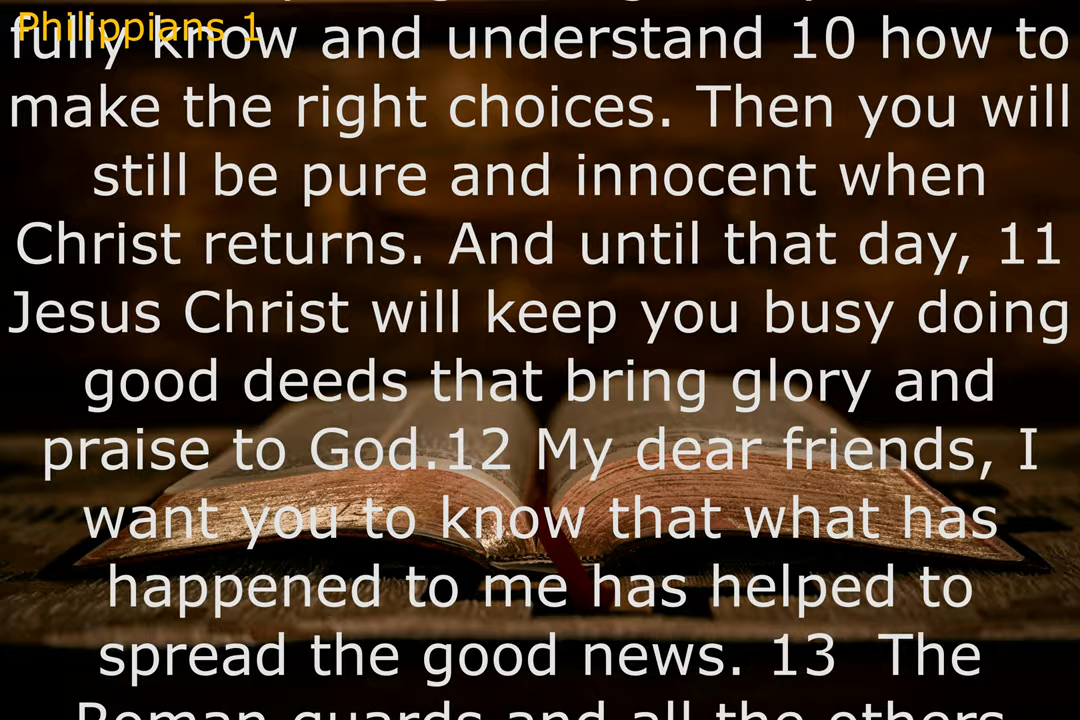 Philippians 1
fully know and understand 10 how to
make the right choices. Then you will
still be pure and innocent when
Christ returns. And until that day, 11
Jesus Christ will keep you busy doing
good deeds that bring glory and
praise to God.12 My dear friends, I
want you to know that what has
happened to me has helped to
spread the good news. 13 The
Roman guards and all the others